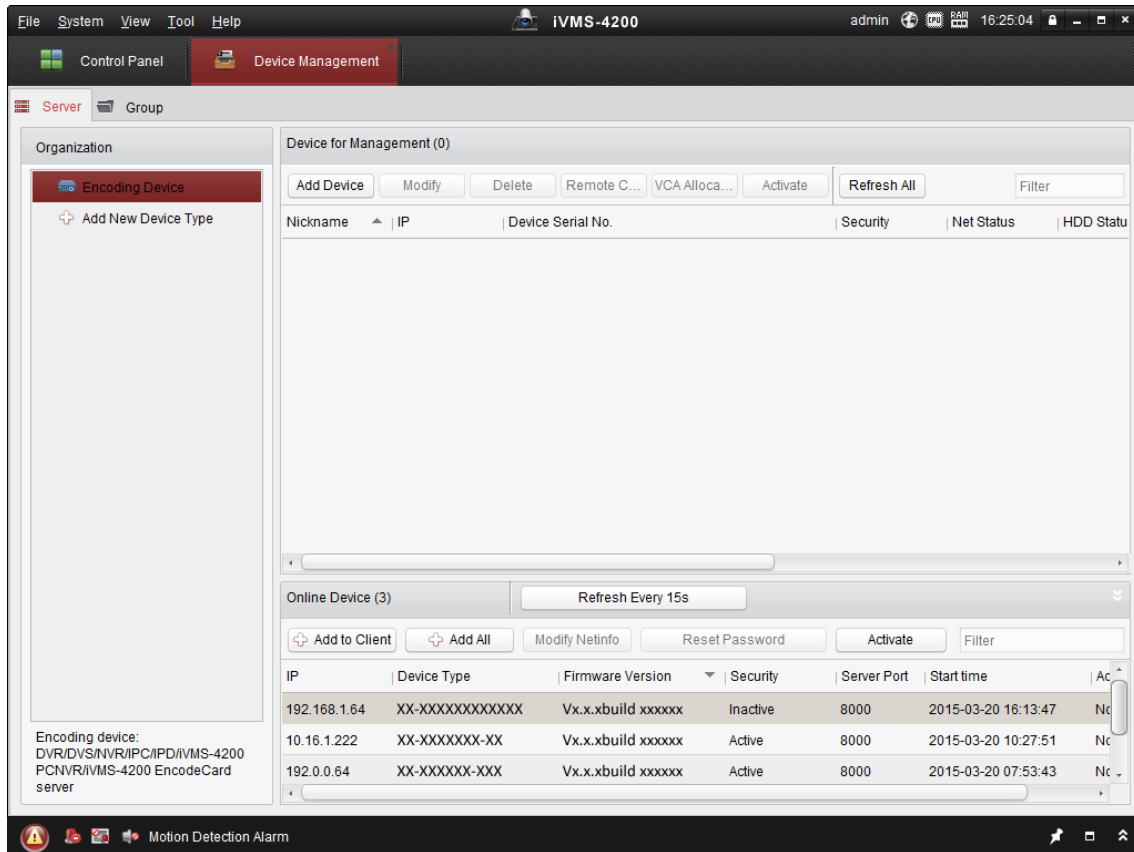 File System View Tool Help iVMS-4200 admin CPU RAM 16:25:04
Control Panel Device Management
Server Group
Organization
Encoding Device
Add New Device Type
Encoding device:
DVR/DVS/NVR/IPC/IPD/iVMS-4200
PCNVR/iVMS-4200 EncodeCard
server
Device for Management (0)
Add Device Modify Delete Remote C... VCA Alloca... Activate Refresh All Filter
Nickname IP Device Serial No. Security Net Status HDD Statu
Online Device (3) Refresh Every 15s
Add to Client Add All Modify Netinfo Reset Password Activate Filter
IP Device Type Firmware Version Security Server Port Start time Ad
192.168.1.64 XX-XXXXXXXXXXXX Vx.x.xbuild xxxxxx Inactive 8000 2015-03-20 16:13:47 No
10.16.1.222 XX-XXXXXXX-XX Vx.x.xbuild xxxxxx Active 8000 2015-03-20 10:27:51 No
192.0.0.64 XX-XXXXXX-XXX Vx.x.xbuild xxxxxx Active 8000 2015-03-20 07:53:43 No
Motion Detection Alarm